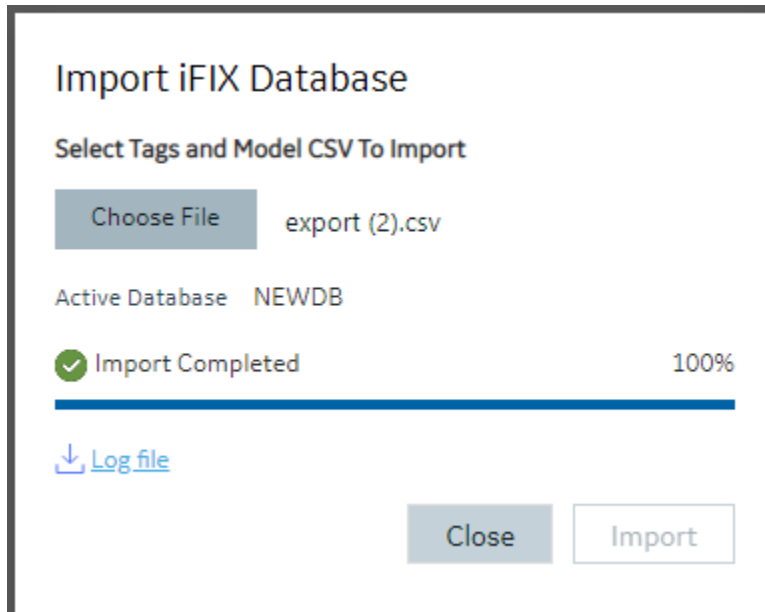 Import iFIX Database
Select Tags and Model CSV To Import
Choose File export (2).csv
Active Database NEWDB
Import Completed 100%
Log file
Close Import